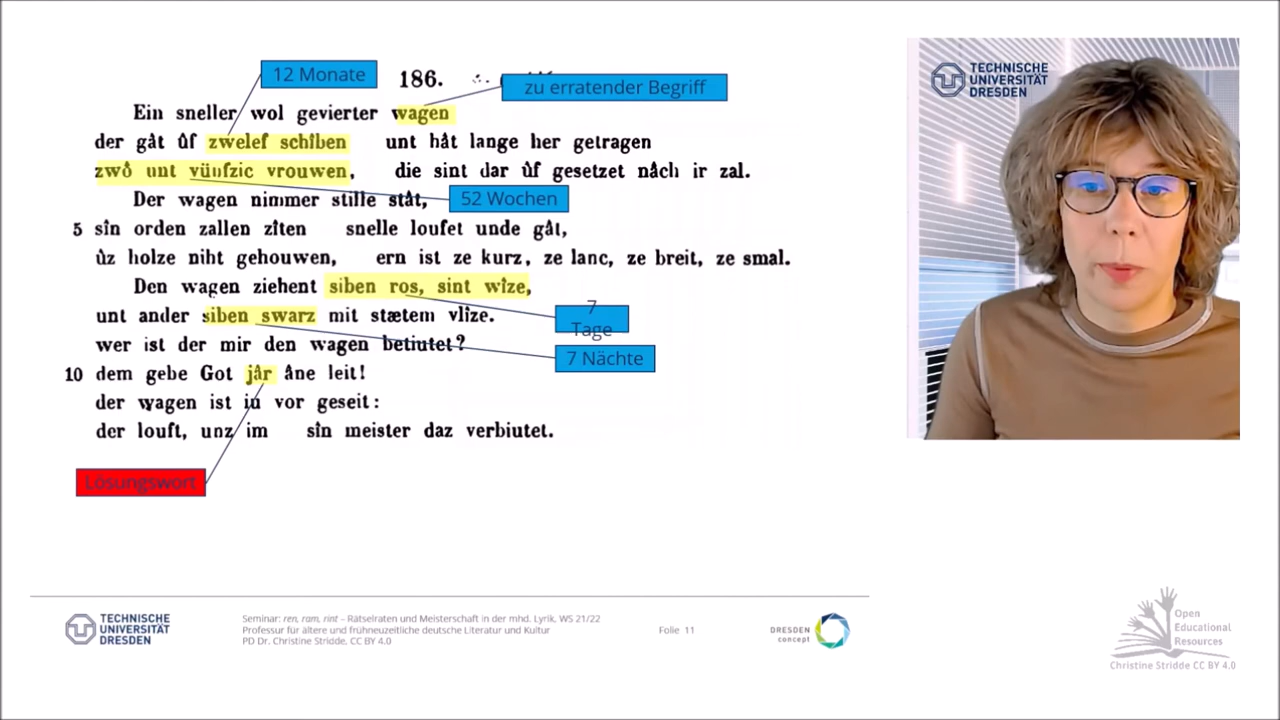 12 Monate
186.
zu erratender Begriff
Ein sneller wol gevierter wagen
der gât ûf zwelef schîben unt hât lange her getragen
zwô unt vünfzic vrouwen, die sint dar ûf gesetzet nâch ir zal.
Der wagen nimmer stille stât,
52 Wochen
5 sîn orden zallen zîten snelle loufet unde gât,
ûz holze niht gehouwen, ern ist ze kurz, ze lanc, ze breit, ze smal.
Den wagen ziehent siben ros, sint wîze,
unt ander siben swarz mit stætem vlîze.
7
Tage
wer ist der mir den wagen betiutet?
7 Nächte
10 dem gebe Got jâr âne leit!
der wagen ist iu vor geseit:
der louft, unz im sîn meister daz verbiutet.
Lösungswort
TECHNISCHE
UNIVERSITÄT
DRESDEN
TECHNISCHE
UNIVERSITÄT
DRESDEN
Seminar: ren, ram, rint – Rätselraten und Meisterschaft in der mhd. Lyrik, WS 21/22
Professur für ältere und frühneuzeitliche deutsche Literatur und Kultur
PD Dr. Christine Stridde, CC BY 4.0
Folie 11
DRESDEN
concept
Open
Educational
Resources
Christine Stridde CC BY 4.0